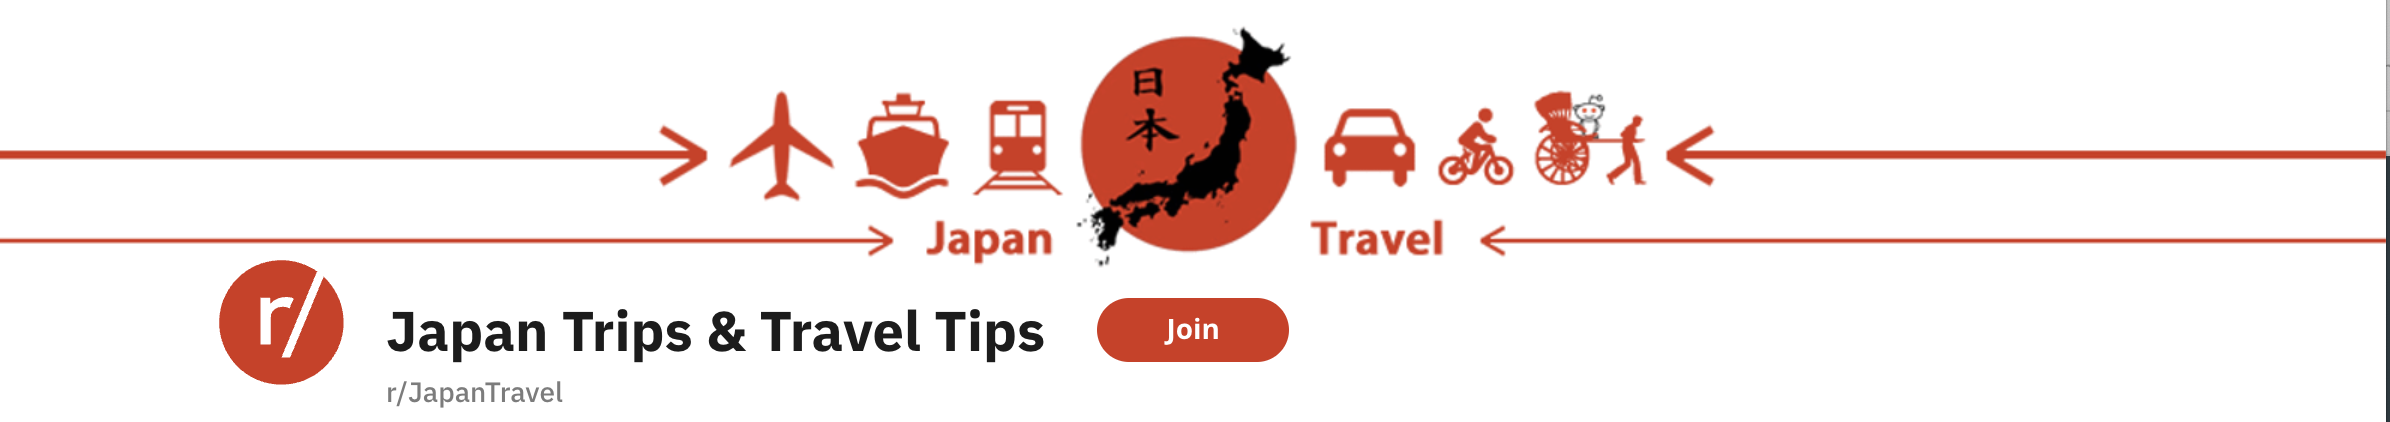 日
本
Japan
Travel
r/
Japan Trips & Travel Tips
Join
r/JapanTravel